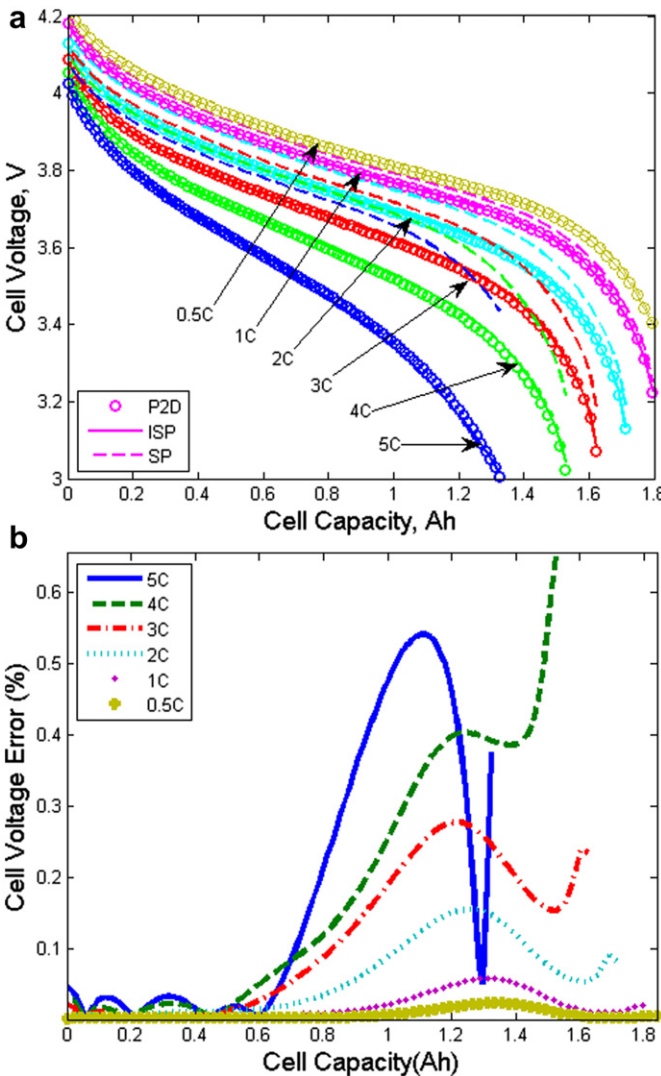 a
4.2
4
3.8
3.6
3.4
3.2
3
Cell Voltage, V
0.5C
1C
2C
3C
4C
5C
P2D
ISP
SP
0 0.2 0.4 0.6 0.8 1 1.2 1.4 1.6 1.8
Cell Capacity, Ah
b
0.6
0.5
0.4
0.3
0.2
0.1
0
Cell Voltage Error (%)
5C
4C
3C
2C
1C
0.5C
0 0.2 0.4 0.6 0.8 1 1.2 1.4 1.6 1.8
Cell Capacity(Ah)